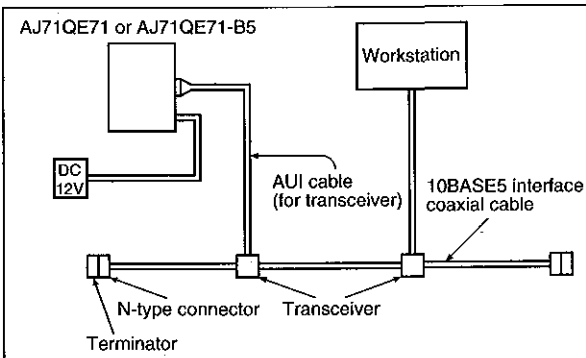 AJ71QE71 or AJ71QE71-B5
Workstation
DC
12V
AUI cable
(for transceiver)
10BASE5 interface
coaxial cable
N-type connector
Transceiver
Terminator